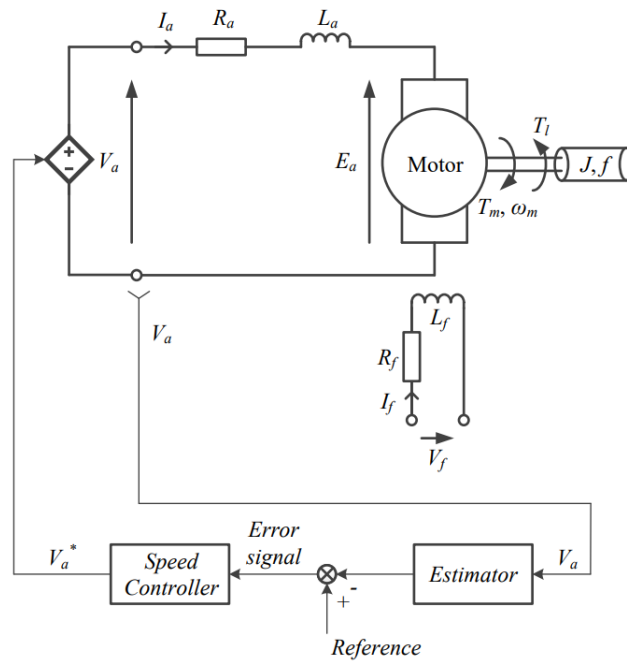 I_a
R_a
L_a
+
-
V_a
E_a
Motor
T_l
J, f
T_m, ω_m
V_a
L_f
R_f
I_f
V_f
V_a*
Speed
Controller
Error
signal
-
+
Estimator
V_a
Reference